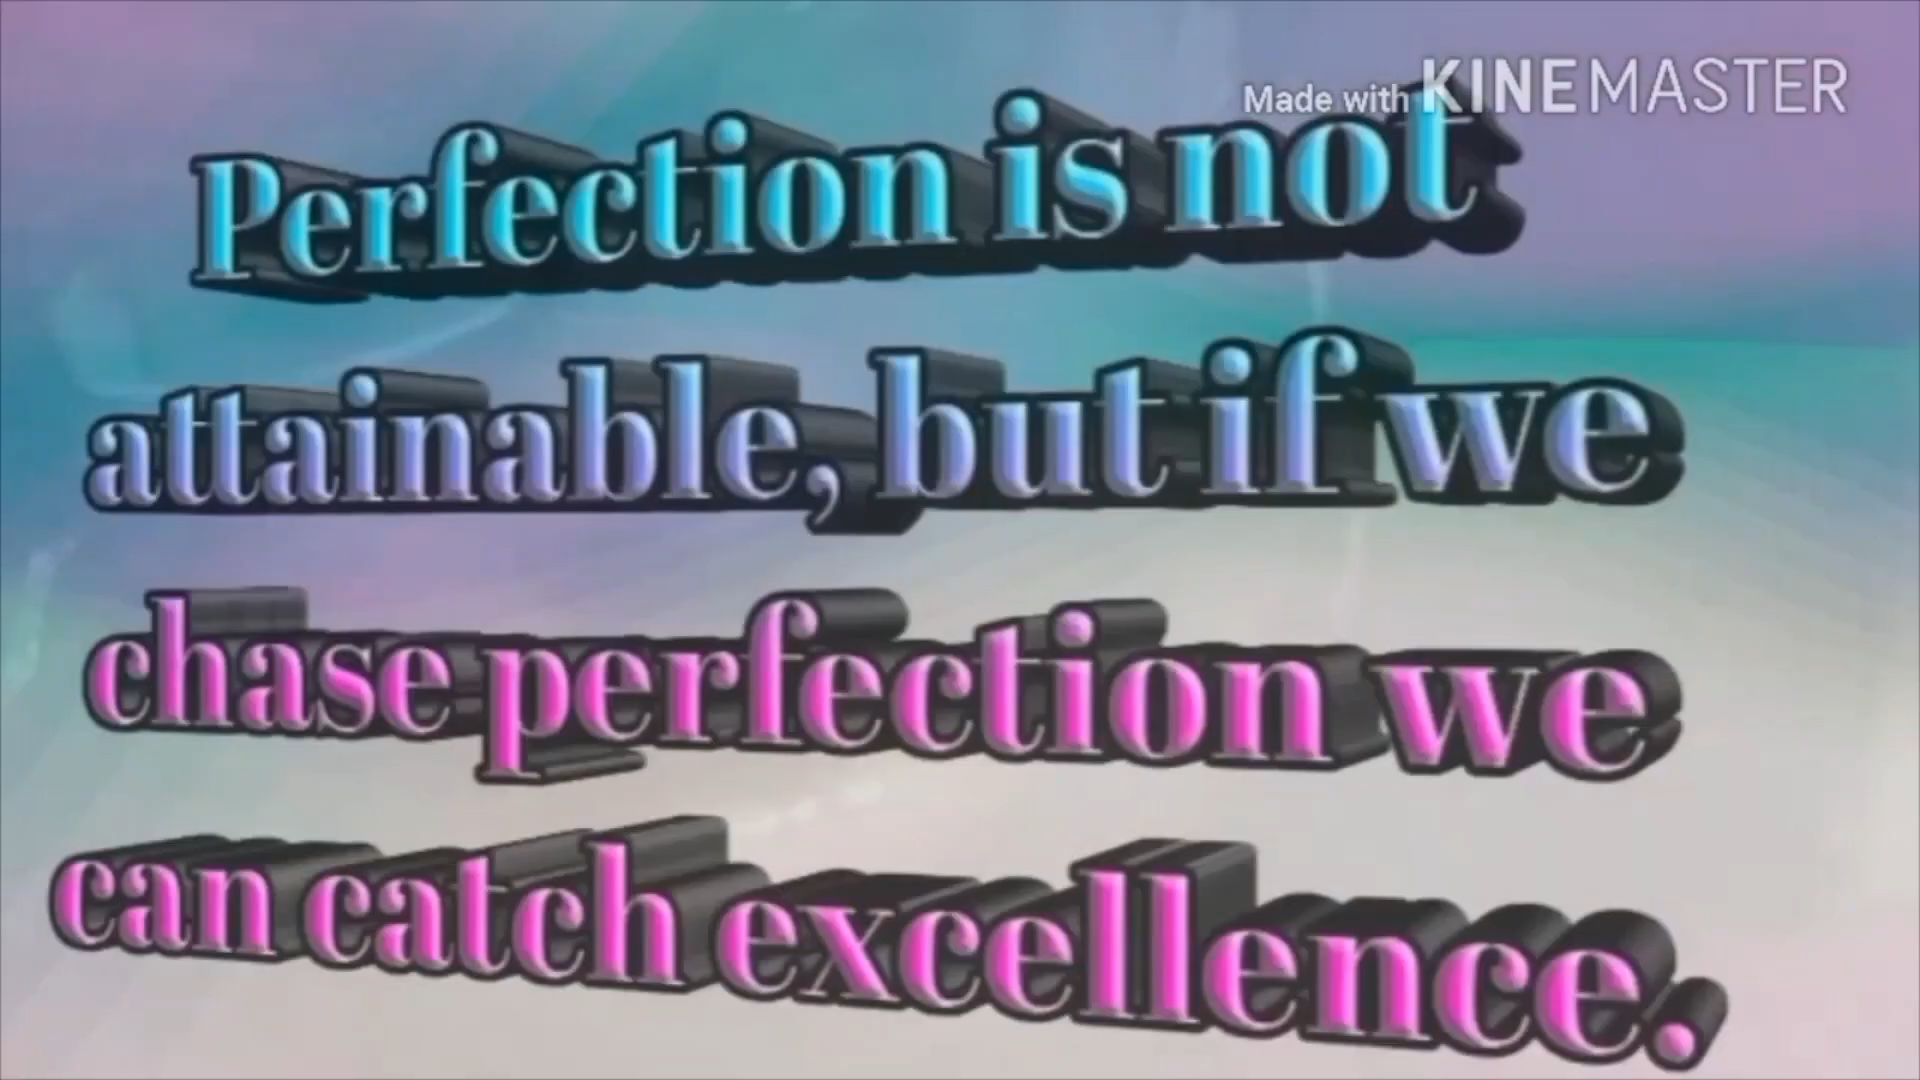 Made with KINEMASTER
Perfection is not
attainable, but if we
chase perfection we
can catch excellence.